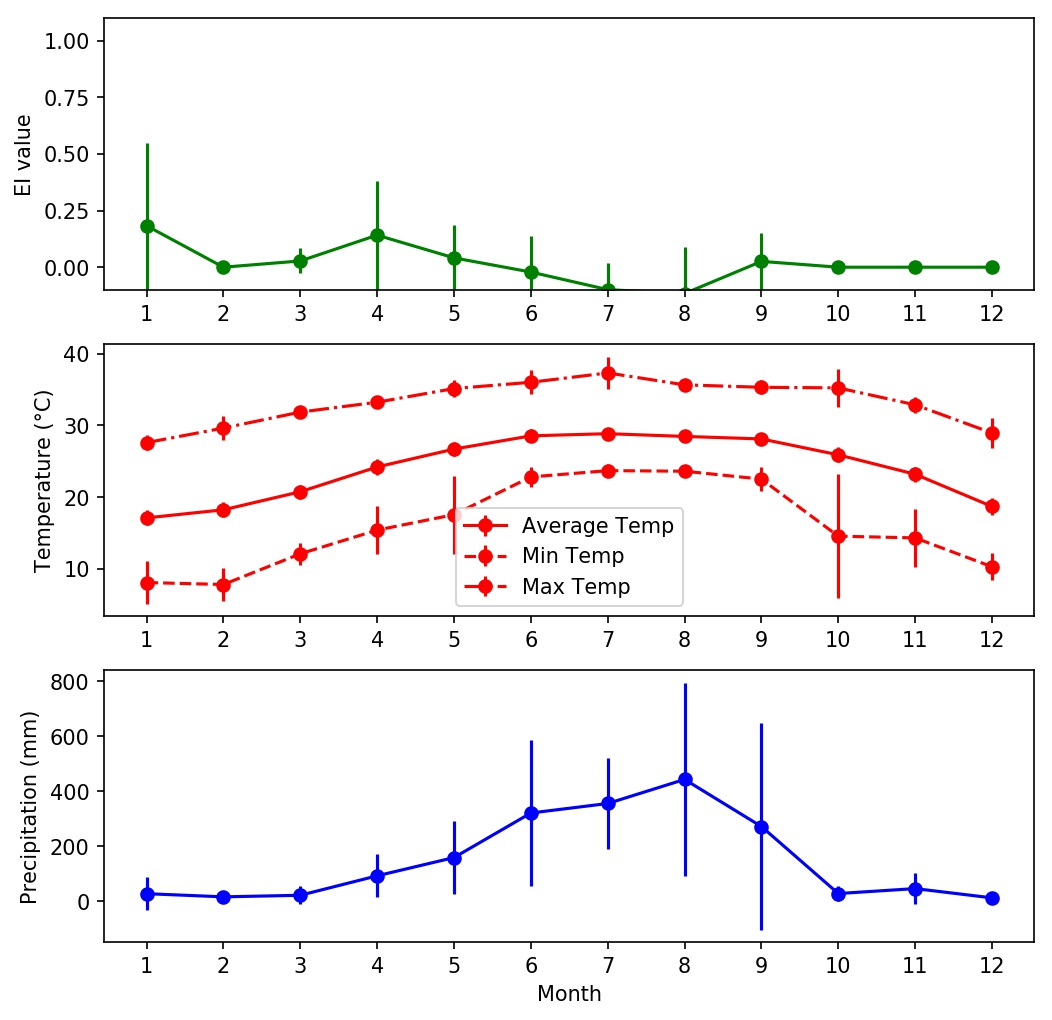 EI value
1.00
0.75
0.50
0.25
0.00
1 2 3 4 5 6 7 8 9 10 11 12
Temperature (°C)
40
30
20
10
Average Temp
Min Temp
Max Temp
1 2 3 4 5 6 7 8 9 10 11 12
Precipitation (mm)
800
600
400
200
0
1 2 3 4 5 6 7 8 9 10 11 12
Month